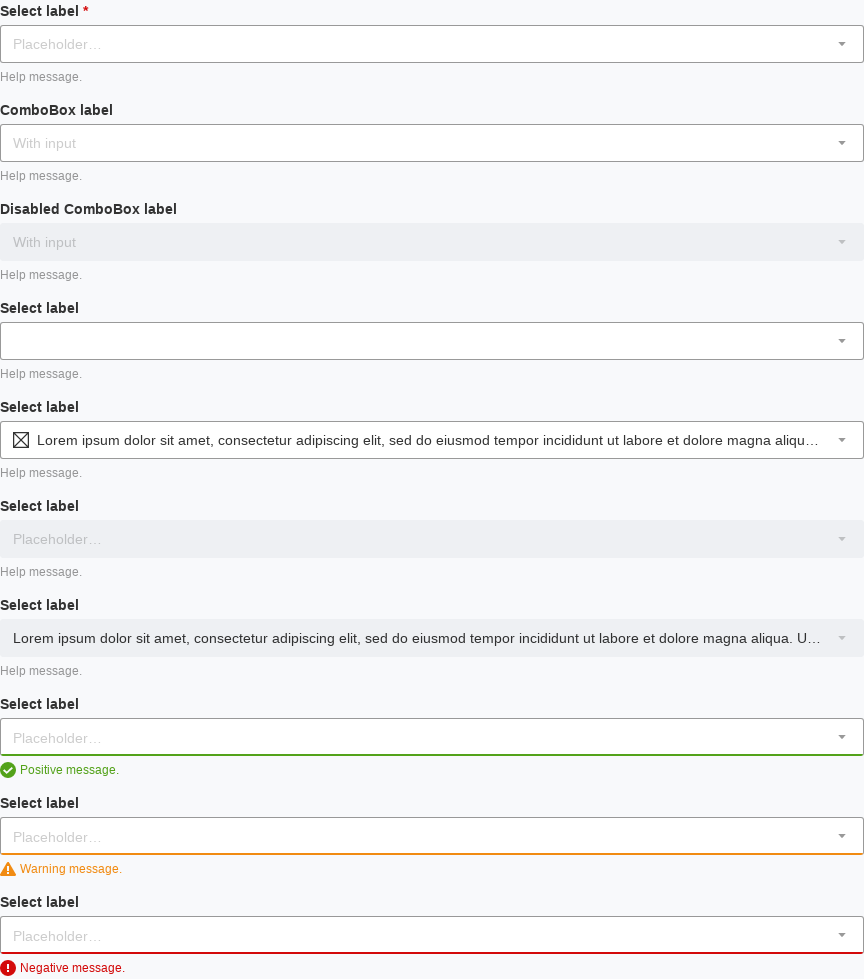 Select label *
Placeholder…
Help message.
ComboBox label
With input
Help message.
Disabled ComboBox label
With input
Help message.
Select label
Help message.
Select label
Lorem ipsum dolor sit amet, consectetur adipiscing elit, sed do eiusmod tempor incididunt ut labore et dolore magna aliqu…
Help message.
Select label
Placeholder…
Help message.
Select label
Lorem ipsum dolor sit amet, consectetur adipiscing elit, sed do eiusmod tempor incididunt ut labore et dolore magna aliqua. U…
Help message.
Select label
Placeholder…
Positive message.
Select label
Placeholder…
Warning message.
Select label
Placeholder…
Negative message.